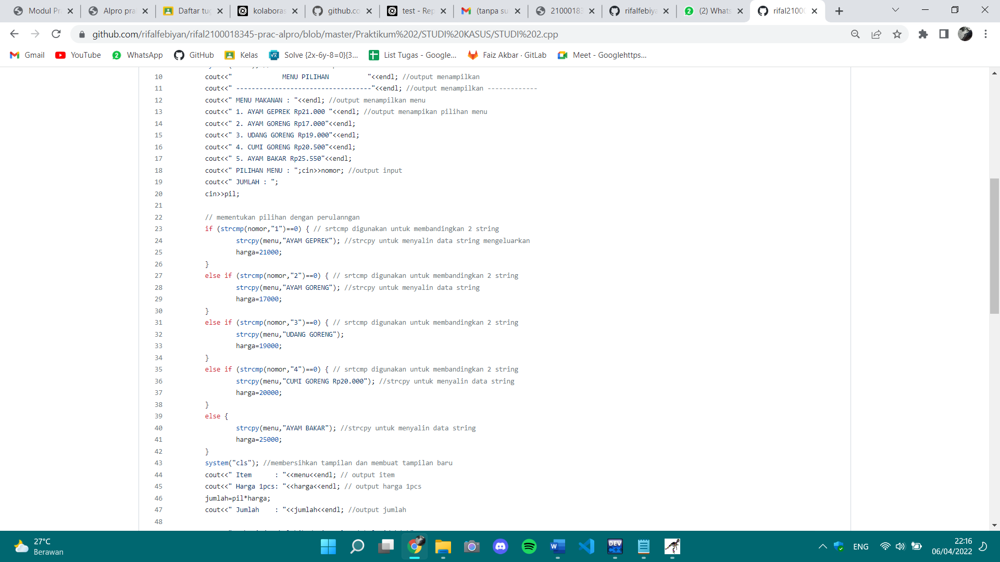 Modul Pr
Alpro pra
Daftar tug
kolaboras
github.co
test - Rep
(tanpa su
21000183
rifalfebiya
(2) Whats
rifal21000
github.com/rifalfebiyan/rifal2100018345-prac-alpro/blob/master/Praktikum%202/STUDI%20KASUS/STUDI%202.cpp
Gmail
YouTube
WhatsApp
GitHub
Kelas
Solve {2x-6y-8=0}{3...
List Tugas - Google...
Faiz Akbar · GitLab
Meet - Googlehttps...
10 cout<<"             MENU PILIHAN          "<<endl; //output menampilkan
11 cout<<" -----------------------------------"<<endl; //output menampilkan -------------
12 cout<<" MENU MAKANAN : "<<endl; //output menampilkan menu
13 cout<<" 1. AYAM GEPREK Rp21.000 "<<endl; //output menampikan pilihan menu
14 cout<<" 2. AYAM GORENG Rp17.000"<<endl;
15 cout<<" 3. UDANG GORENG Rp19.000"<<endl;
16 cout<<" 4. CUMI GORENG Rp20.500"<<endl;
17 cout<<" 5. AYAM BAKAR Rp25.550"<<endl;
18 cout<<" PILIHAN MENU : ";cin>>nomor; //output input
19 cout<<" JUMLAH : ";
20 cin>>pil;
21
22 // mementukan pilihan dengan perulanngan
23 if (strcmp(nomor,"1")==0) { // srtcmp digunakan untuk membandingkan 2 string
24 strcpy(menu,"AYAM GEPREK"); //strcpy untuk menyalin data string mengeluarkan
25 harga=21000;
26 }
27 else if (strcmp(nomor,"2")==0) { // srtcmp digunakan untuk membandingkan 2 string
28 strcpy(menu,"AYAM GORENG"); //strcpy untuk menyalin data string
29 harga=17000;
30 }
31 else if (strcmp(nomor,"3")==0) { // srtcmp digunakan untuk membandingkan 2 string
32 strcpy(menu,"UDANG GORENG");
33 harga=19000;
34 }
35 else if (strcmp(nomor,"4")==0) { // srtcmp digunakan untuk membandingkan 2 string
36 strcpy(menu,"CUMI GORENG Rp20.000"); //strcpy untuk menyalin data string
37 harga=20000;
38 }
39 else {
40 strcpy(menu,"AYAM BAKAR"); //strcpy untuk menyalin data string
41 harga=25000;
42 }
43 system("cls"); //membersihkan tampilan dan membuat tampilan baru
44 cout<<" Item      : "<<menu<<endl; // output item
45 cout<<" Harga 1pcs: "<<harga<<endl; // output harga 1pcs
46 jumlah=pil*harga;
47 cout<<" Jumlah    : "<<jumlah<<endl; //output jumlah
48
27°C
Berawan
ENG
22:16
06/04/2022